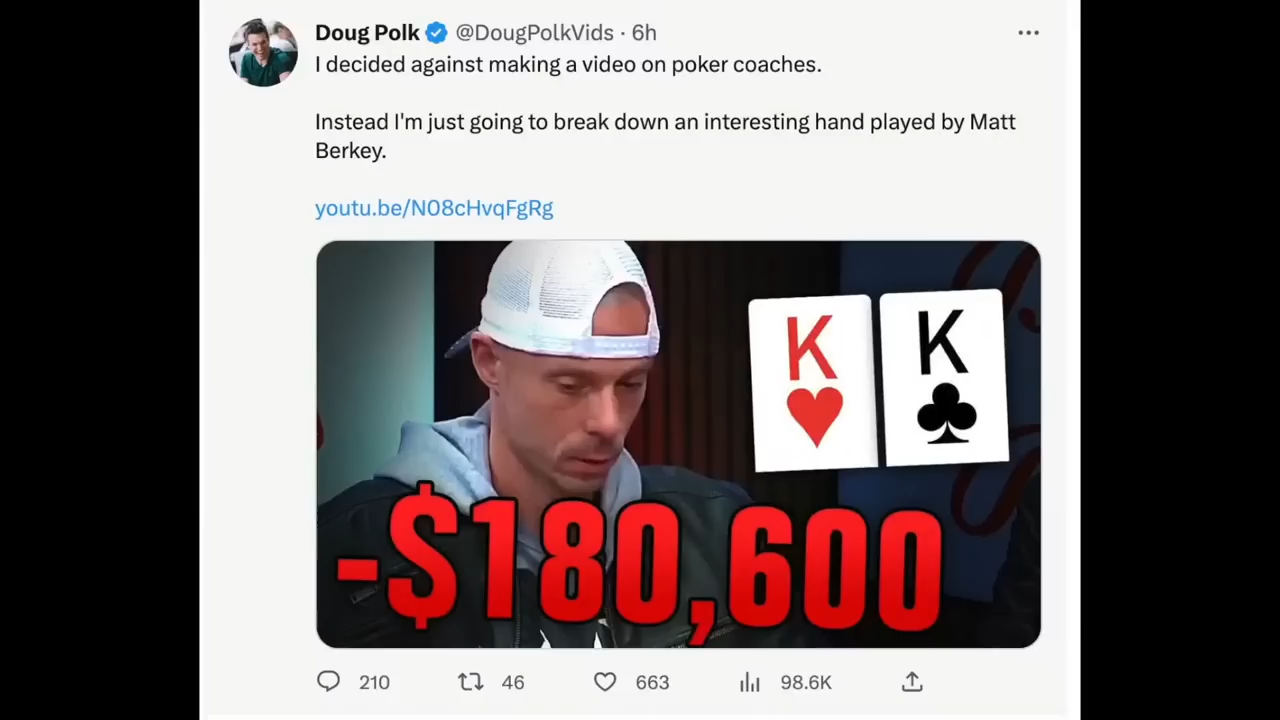 Doug Polk @DougPolkVids · 6h
I decided against making a video on poker coaches.
Instead I'm just going to break down an interesting hand played by Matt
Berkey.
youtu.be/N08cHvqFgRg
K K
-$180,600
210 46 663 98.6K